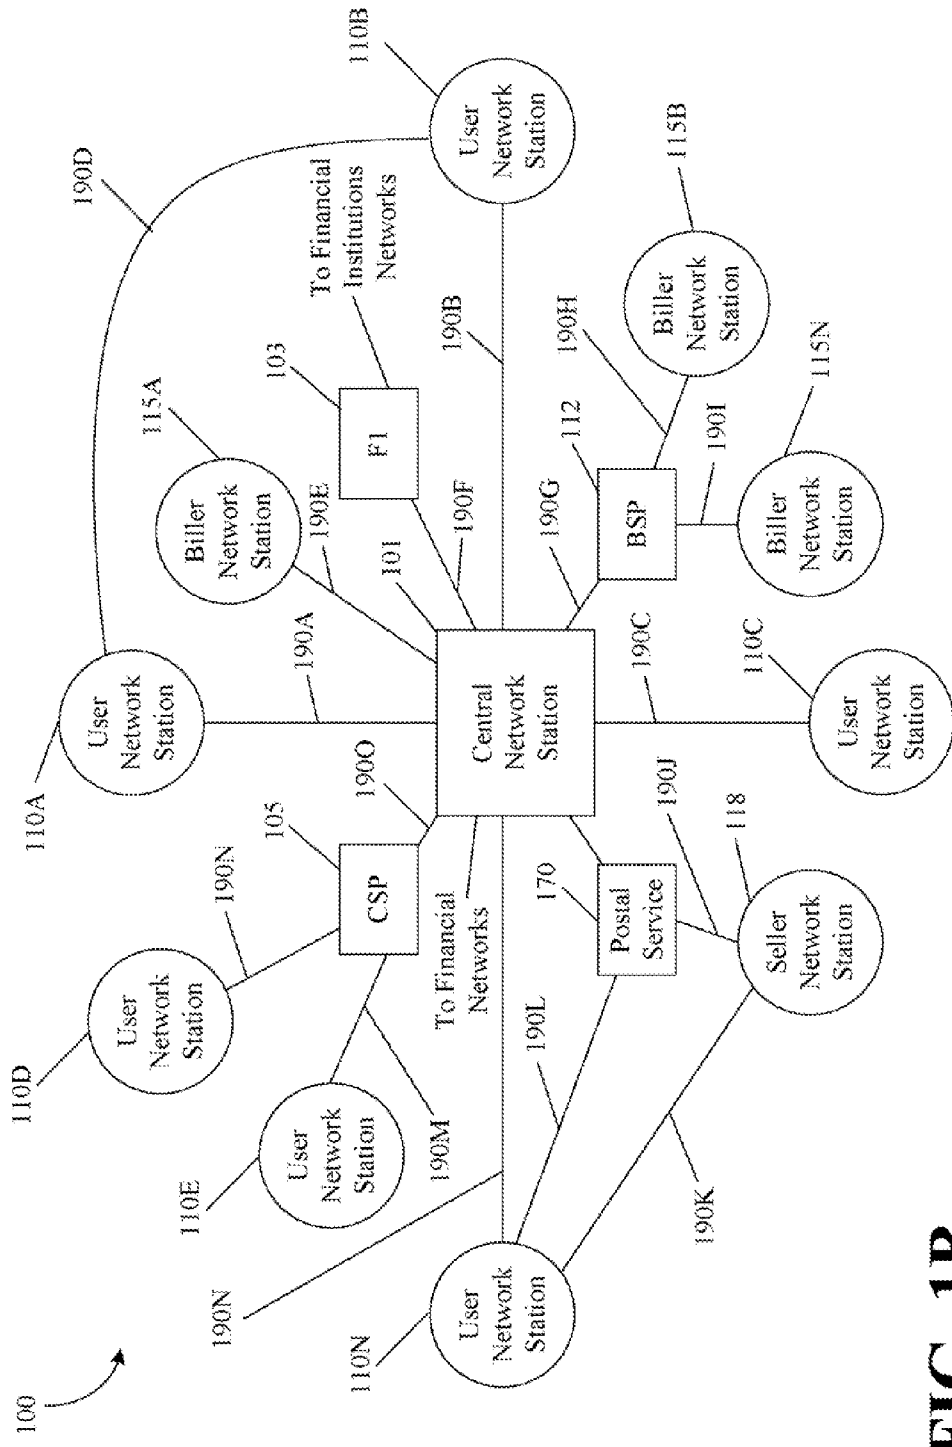 100
110A
User
Network
Station
190D
110B
User
Network
Station
110D
User
Network
Station
190N
105
CSP
190O
190A
115A
Biller
Network
Station
190E
101
103
F1
To Financial
Institutions
Networks
190F
190B
110E
User
Network
Station
190M
To Financial
Networks
Central
Network
Station
190N
110N
User
Network
Station
190L
170
Postal
Service
190J
118
Seller
Network
Station
190K
190C
110C
User
Network
Station
190G
112
BSP
190H
115B
Biller
Network
Station
190I
115N
Biller
Network
Station